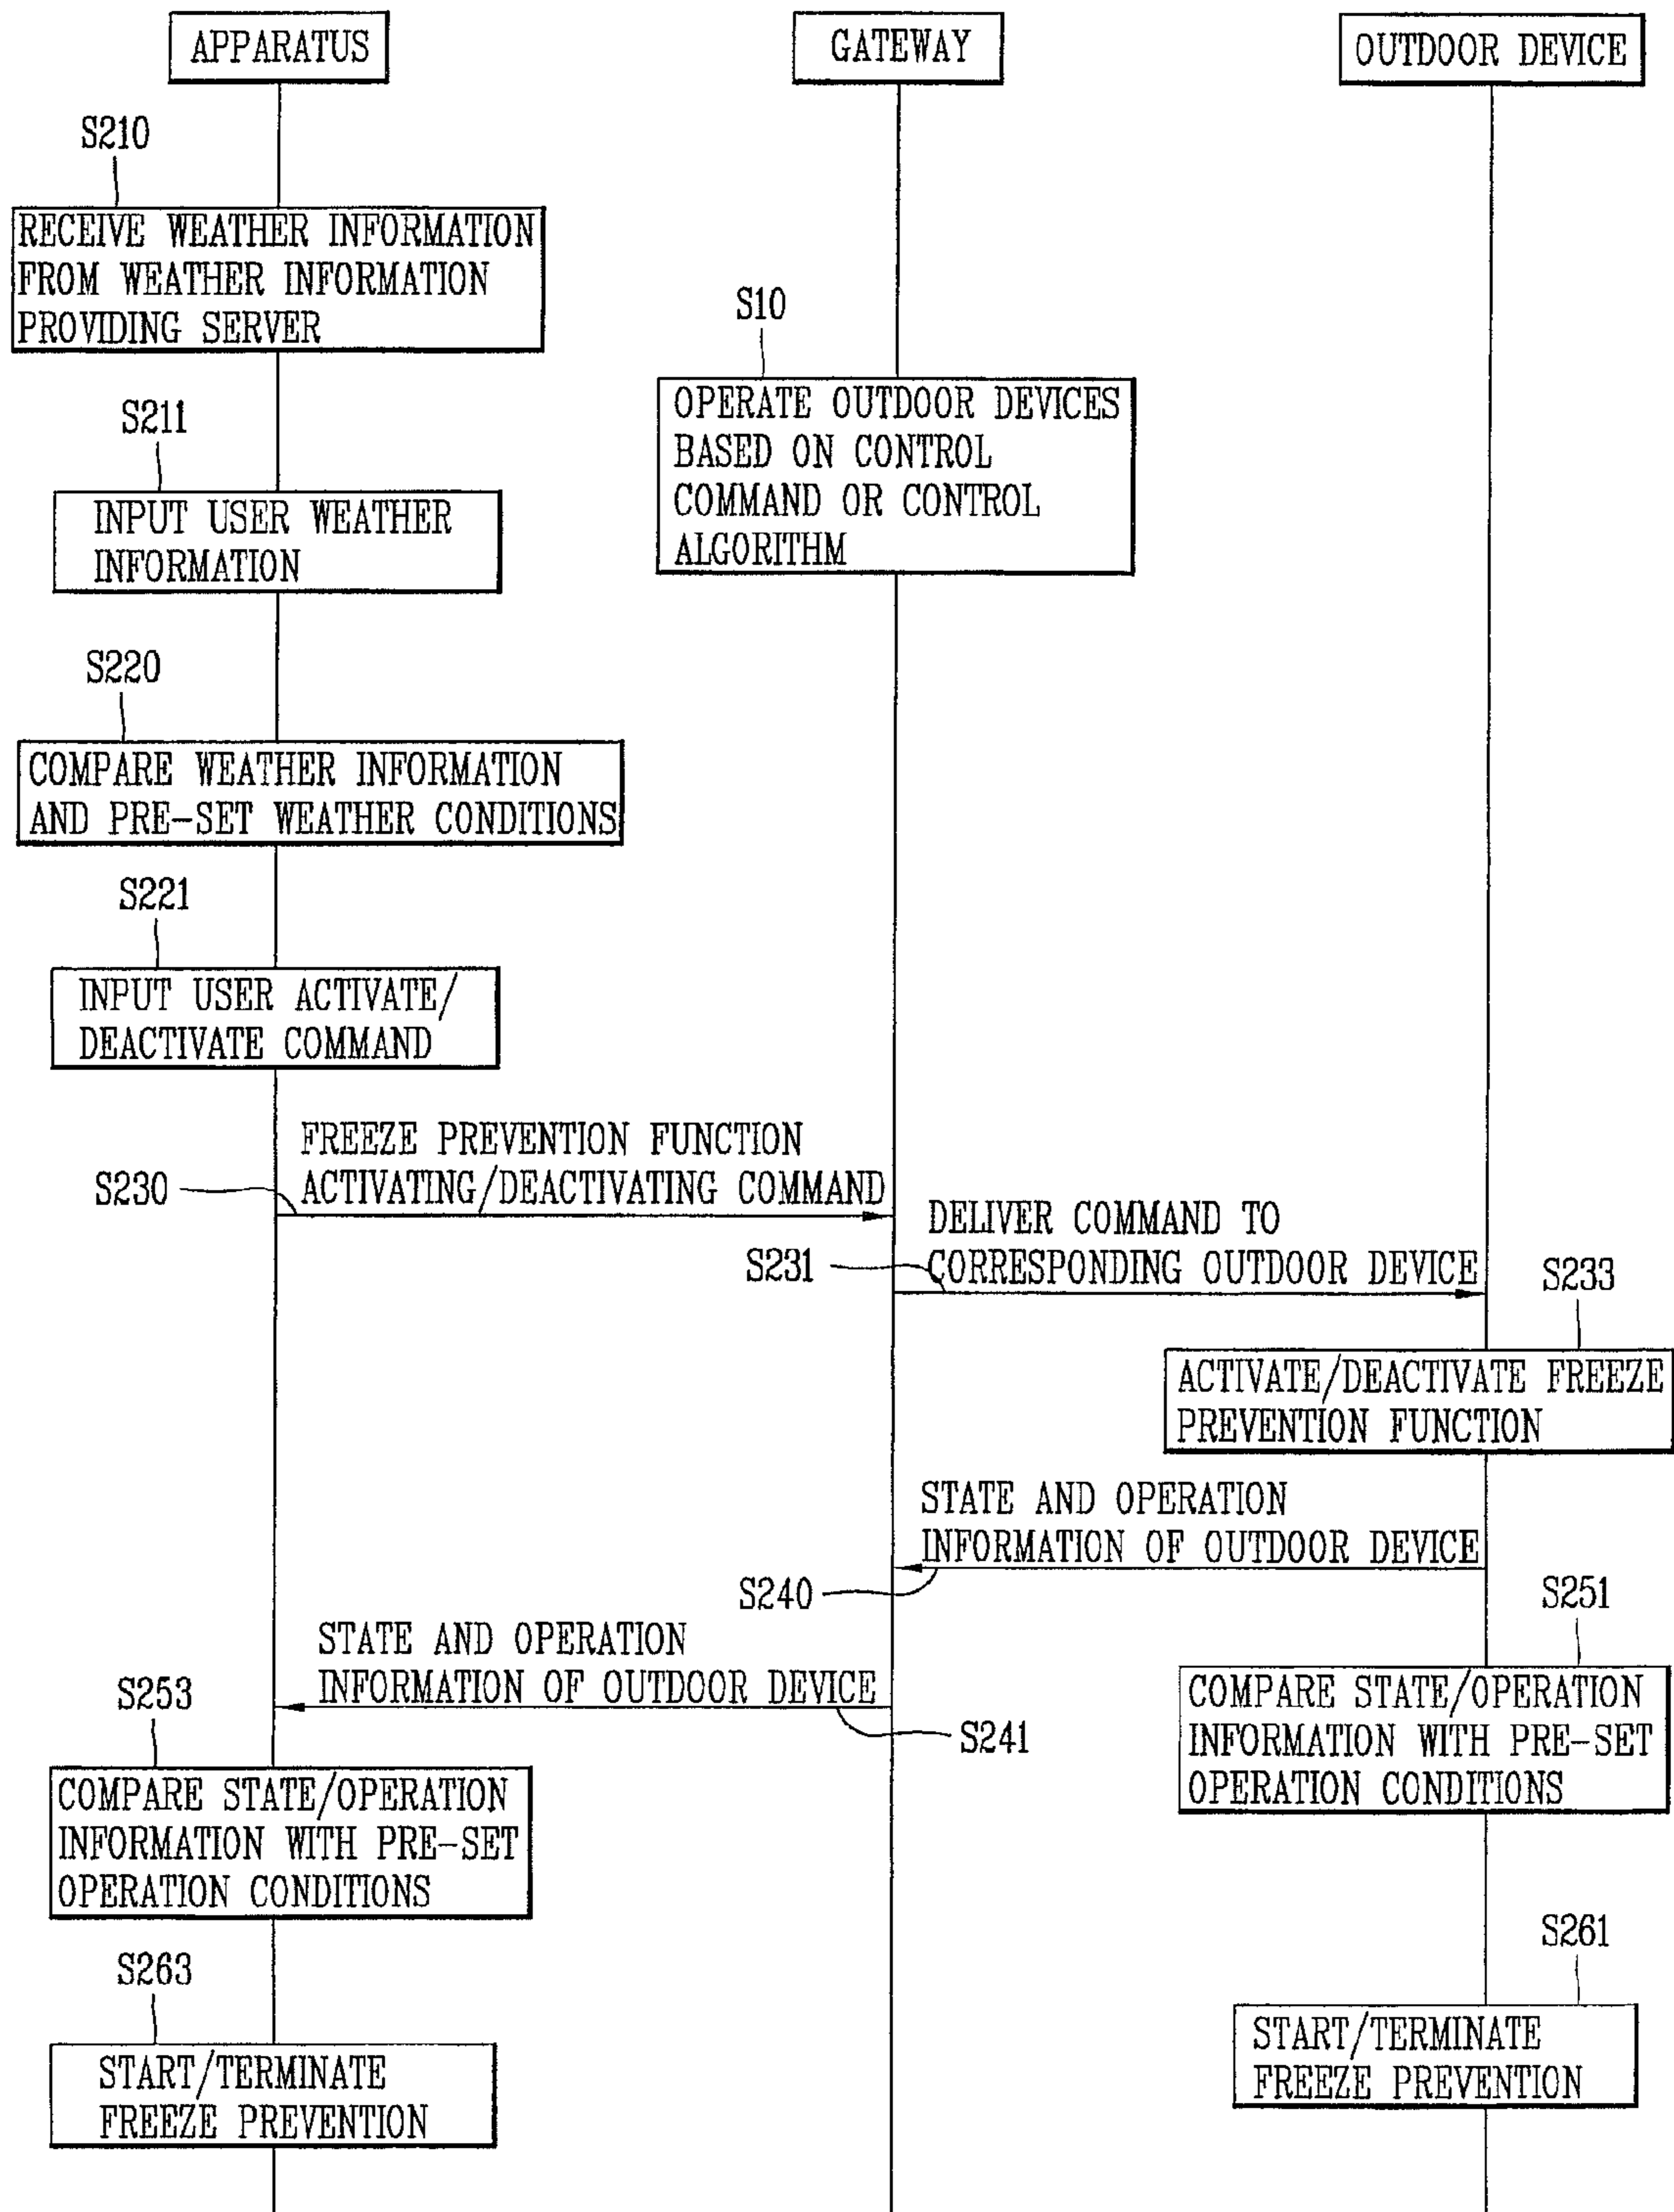 APPARATUS
GATEWAY
OUTDOOR DEVICE
S210
RECEIVE WEATHER INFORMATION
FROM WEATHER INFORMATION
PROVIDING SERVER
S10
OPERATE OUTDOOR DEVICES
BASED ON CONTROL
COMMAND OR CONTROL
ALGORITHM
S211
INPUT USER WEATHER
INFORMATION
S220
COMPARE WEATHER INFORMATION
AND PRE-SET WEATHER CONDITIONS
S221
INPUT USER ACTIVATE/
DEACTIVATE COMMAND
FREEZE PREVENTION FUNCTION
ACTIVATING/DEACTIVATING COMMAND
S230
DELIVER COMMAND TO
CORRESPONDING OUTDOOR DEVICE
S231
S233
ACTIVATE/DEACTIVATE FREEZE
PREVENTION FUNCTION
STATE AND OPERATION
INFORMATION OF OUTDOOR DEVICE
S240
S251
COMPARE STATE/OPERATION
INFORMATION WITH PRE-SET
OPERATION CONDITIONS
STATE AND OPERATION
INFORMATION OF OUTDOOR DEVICE
S241
S253
COMPARE STATE/OPERATION
INFORMATION WITH PRE-SET
OPERATION CONDITIONS
S261
START/TERMINATE
FREEZE PREVENTION
S263
START/TERMINATE
FREEZE PREVENTION